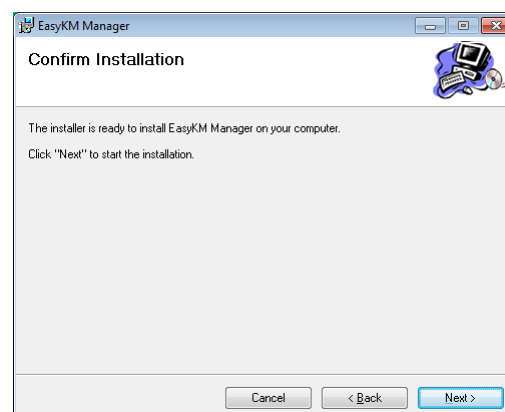 EasyKM Manager
Confirm Installation
The installer is ready to install EasyKM Manager on your computer.
Click "Next" to start the installation.
Cancel
< Back
Next >